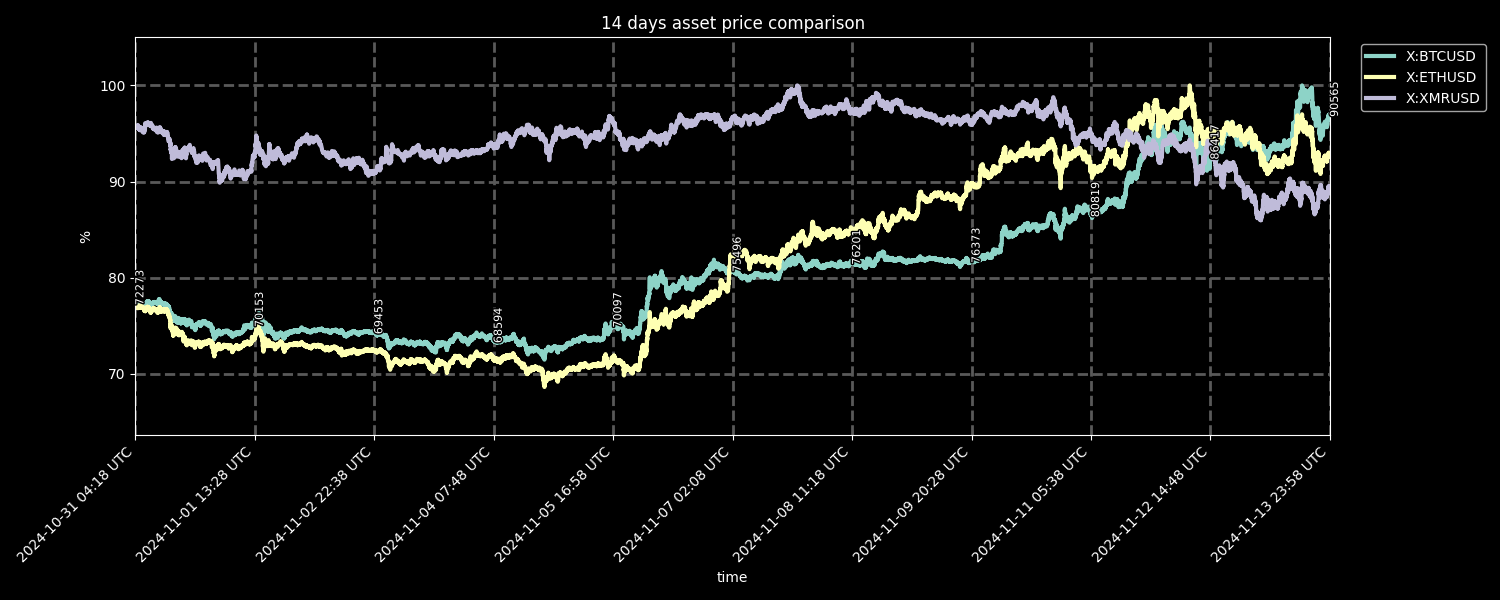 14 days asset price comparison
X:BTCUSD
X:ETHUSD
X:XMRUSD
100
90
80
70
%
72273
70153
69453
68594
70097
75496
76201
76373
80819
90565
2024-10-31 04:18 UTC
2024-11-01 13:28 UTC
2024-11-02 22:38 UTC
2024-11-04 07:48 UTC
2024-11-05 16:58 UTC
2024-11-07 02:08 UTC
2024-11-08 11:18 UTC
2024-11-09 20:28 UTC
2024-11-11 05:38 UTC
2024-11-12 14:48 UTC
2024-11-13 23:58 UTC
time